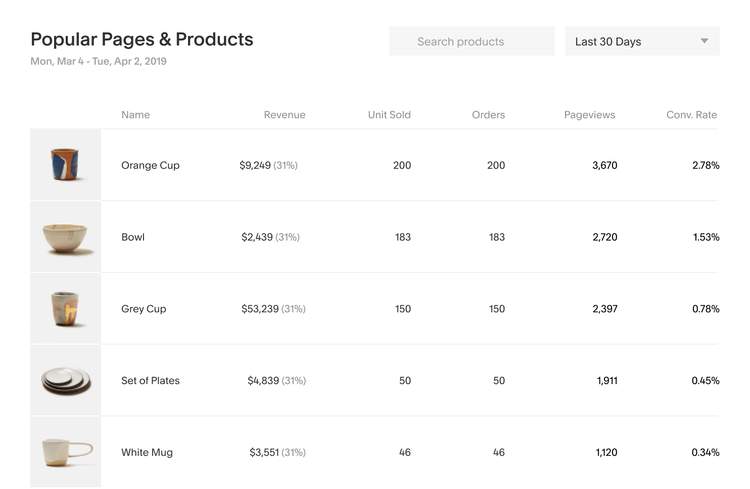 Popular Pages & Products
Search products
Last 30 Days
Mon, Mar 4 - Tue, Apr 2, 2019
Name Revenue Unit Sold Orders Pageviews Conv. Rate
Orange Cup $9,249 (31%) 200 200 3,670 2.78%
Bowl $2,439 (31%) 183 183 2,720 1.53%
Grey Cup $53,239 (31%) 150 150 2,397 0.78%
Set of Plates $4,839 (31%) 50 50 1,911 0.45%
White Mug $3,551 (31%) 46 46 1,120 0.34%